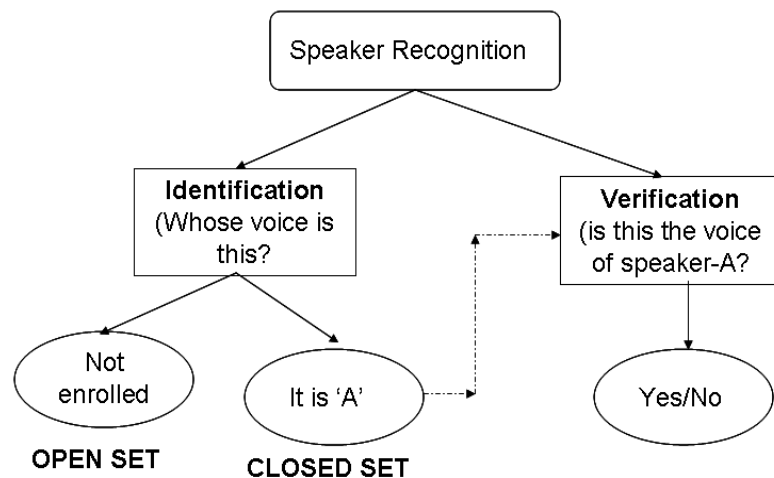 Speaker Recognition
Identification
(Whose voice is
this?
Verification
(is this the voice
of speaker-A?
Not
enrolled
It is ‘A’
Yes/No
OPEN SET
CLOSED SET